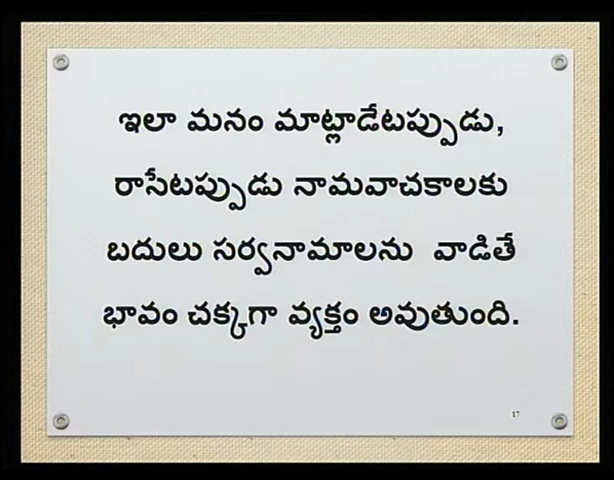 ఇలా మనం మాట్లాడేటప్పుడు,
రాసేటప్పుడు నామవాచకాలకు
బదులు సర్వనామాలను వాడితే
భావం చక్కగా వ్యక్తం అవుతుంది.
17